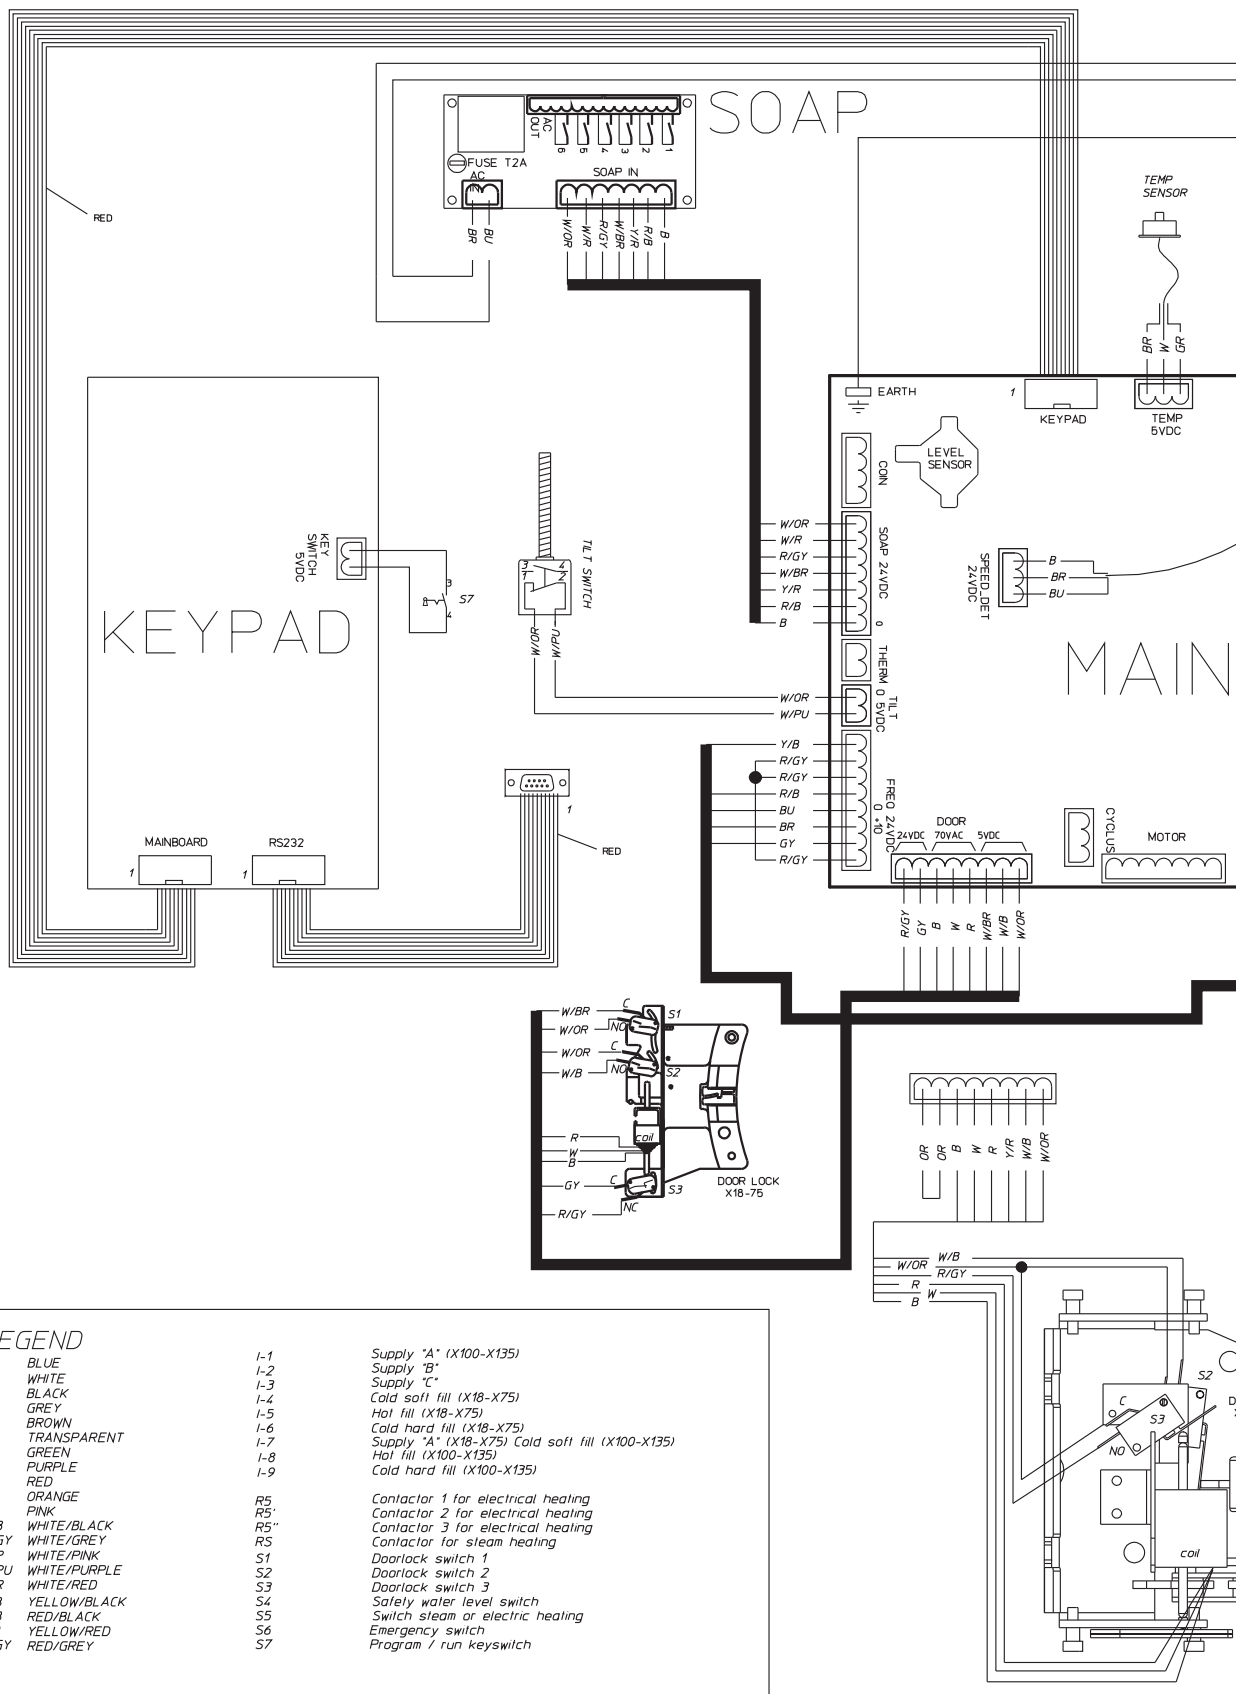 SOAP
AC
OUT
6
5
4
3
2
1
FUSE T2A
AC
IN
SOAP IN
BR
BU
W/OR
W/R
R/GY
W/BR
Y/R
R/B
B
RED
TEMP
SENSOR
BR
W
GR
EARTH
1
KEYPAD
TEMP
5VDC
COIN
LEVEL
SENSOR
W/OR
W/R
R/GY
W/BR
Y/R
R/B
B
SOAP 24VDC
0
SPEED_DET
24VDC
B
BR
BU
KEY
SWITCH
5VDC
3
4
S7
3
4
1
2
TILT SWITCH
W/OR
W/PU
KEYPAD
MAIN
THERM
W/OR
W/PU
TILT
0 5VDC
Y/B
R/GY
R/GY
R/B
BU
BR
GY
R/GY
FREQ 24VDC
0 +10
DOOR
24VDC
70VAC
5VDC
CYCLUS
MOTOR
MAINBOARD
1
RS232
1
1
RED
R/GY
GY
B
W
R
W/BR
W/B
W/OR
W/BR
C
S1
W/OR
NO
W/OR
C
W/B
NO
S2
R
coil
W
B
GY
C
S3
R/GY
NC
DOOR LOCK
X18-75
OR
OR
B
W
R
Y/R
W/B
W/OR
W/B
W/OR
R/GY
R
W
B
S2
C
S3
NO
D
coil
EGEND
BLUE
WHITE
BLACK
GREY
BROWN
TRANSPARENT
GREEN
PURPLE
RED
ORANGE
PINK
B WHITE/BLACK
GY WHITE/GREY
P WHITE/PINK
PU WHITE/PURPLE
R WHITE/RED
B YELLOW/BLACK
B RED/BLACK
YELLOW/RED
GY RED/GREY
I-1 Supply "A" (X100-X135)
I-2 Supply "B"
I-3 Supply "C"
I-4 Cold soft fill (X18-X75)
I-5 Hot fill (X18-X75)
I-6 Cold hard fill (X18-X75)
I-7 Supply "A" (X18-X75) Cold soft fill (X100-X135)
I-8 Hot fill (X100-X135)
I-9 Cold hard fill (X100-X135)
R5 Contactor 1 for electrical heating
R5' Contactor 2 for electrical heating
R5'' Contactor 3 for electrical heating
RS Contactor for steam heating
S1 Doorlock switch 1
S2 Doorlock switch 2
S3 Doorlock switch 3
S4 Safety water level switch
S5 Switch steam or electric heating
S6 Emergency switch
S7 Program / run keyswitch